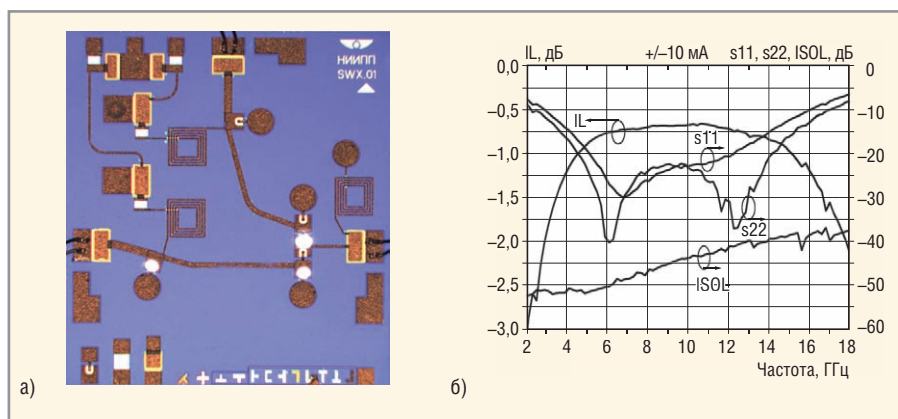 НИИПП
SWX.01
а)
IL, дБ +/–10 мА s11, s22, ISOL, дБ
0,0
–0,5
–1,0
–1,5
–2,0
–2,5
–3,0
0
–10
–20
–30
–40
–50
–60
IL
s11
s22
ISOL
2 4 6 8 10 12 14 16 18
Частота, ГГц
б)